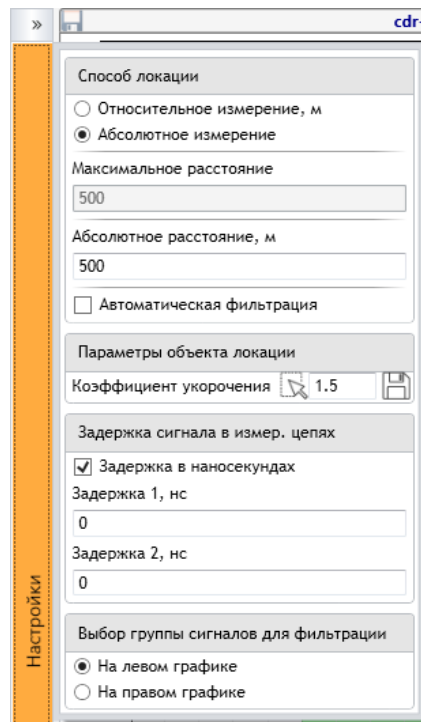 »
cdr-
Способ локации
Относительное измерение, м
Абсолютное измерение
Максимальное расстояние
500
Абсолютное расстояние, м
500
Автоматическая фильтрация
Параметры объекта локации
Коэффициент укорочения 1.5
Задержка сигнала в измер. цепях
Задержка в наносекундах
Задержка 1, нс
0
Задержка 2, нс
0
Выбор группы сигналов для фильтрации
На левом графике
На правом графике
Настройки